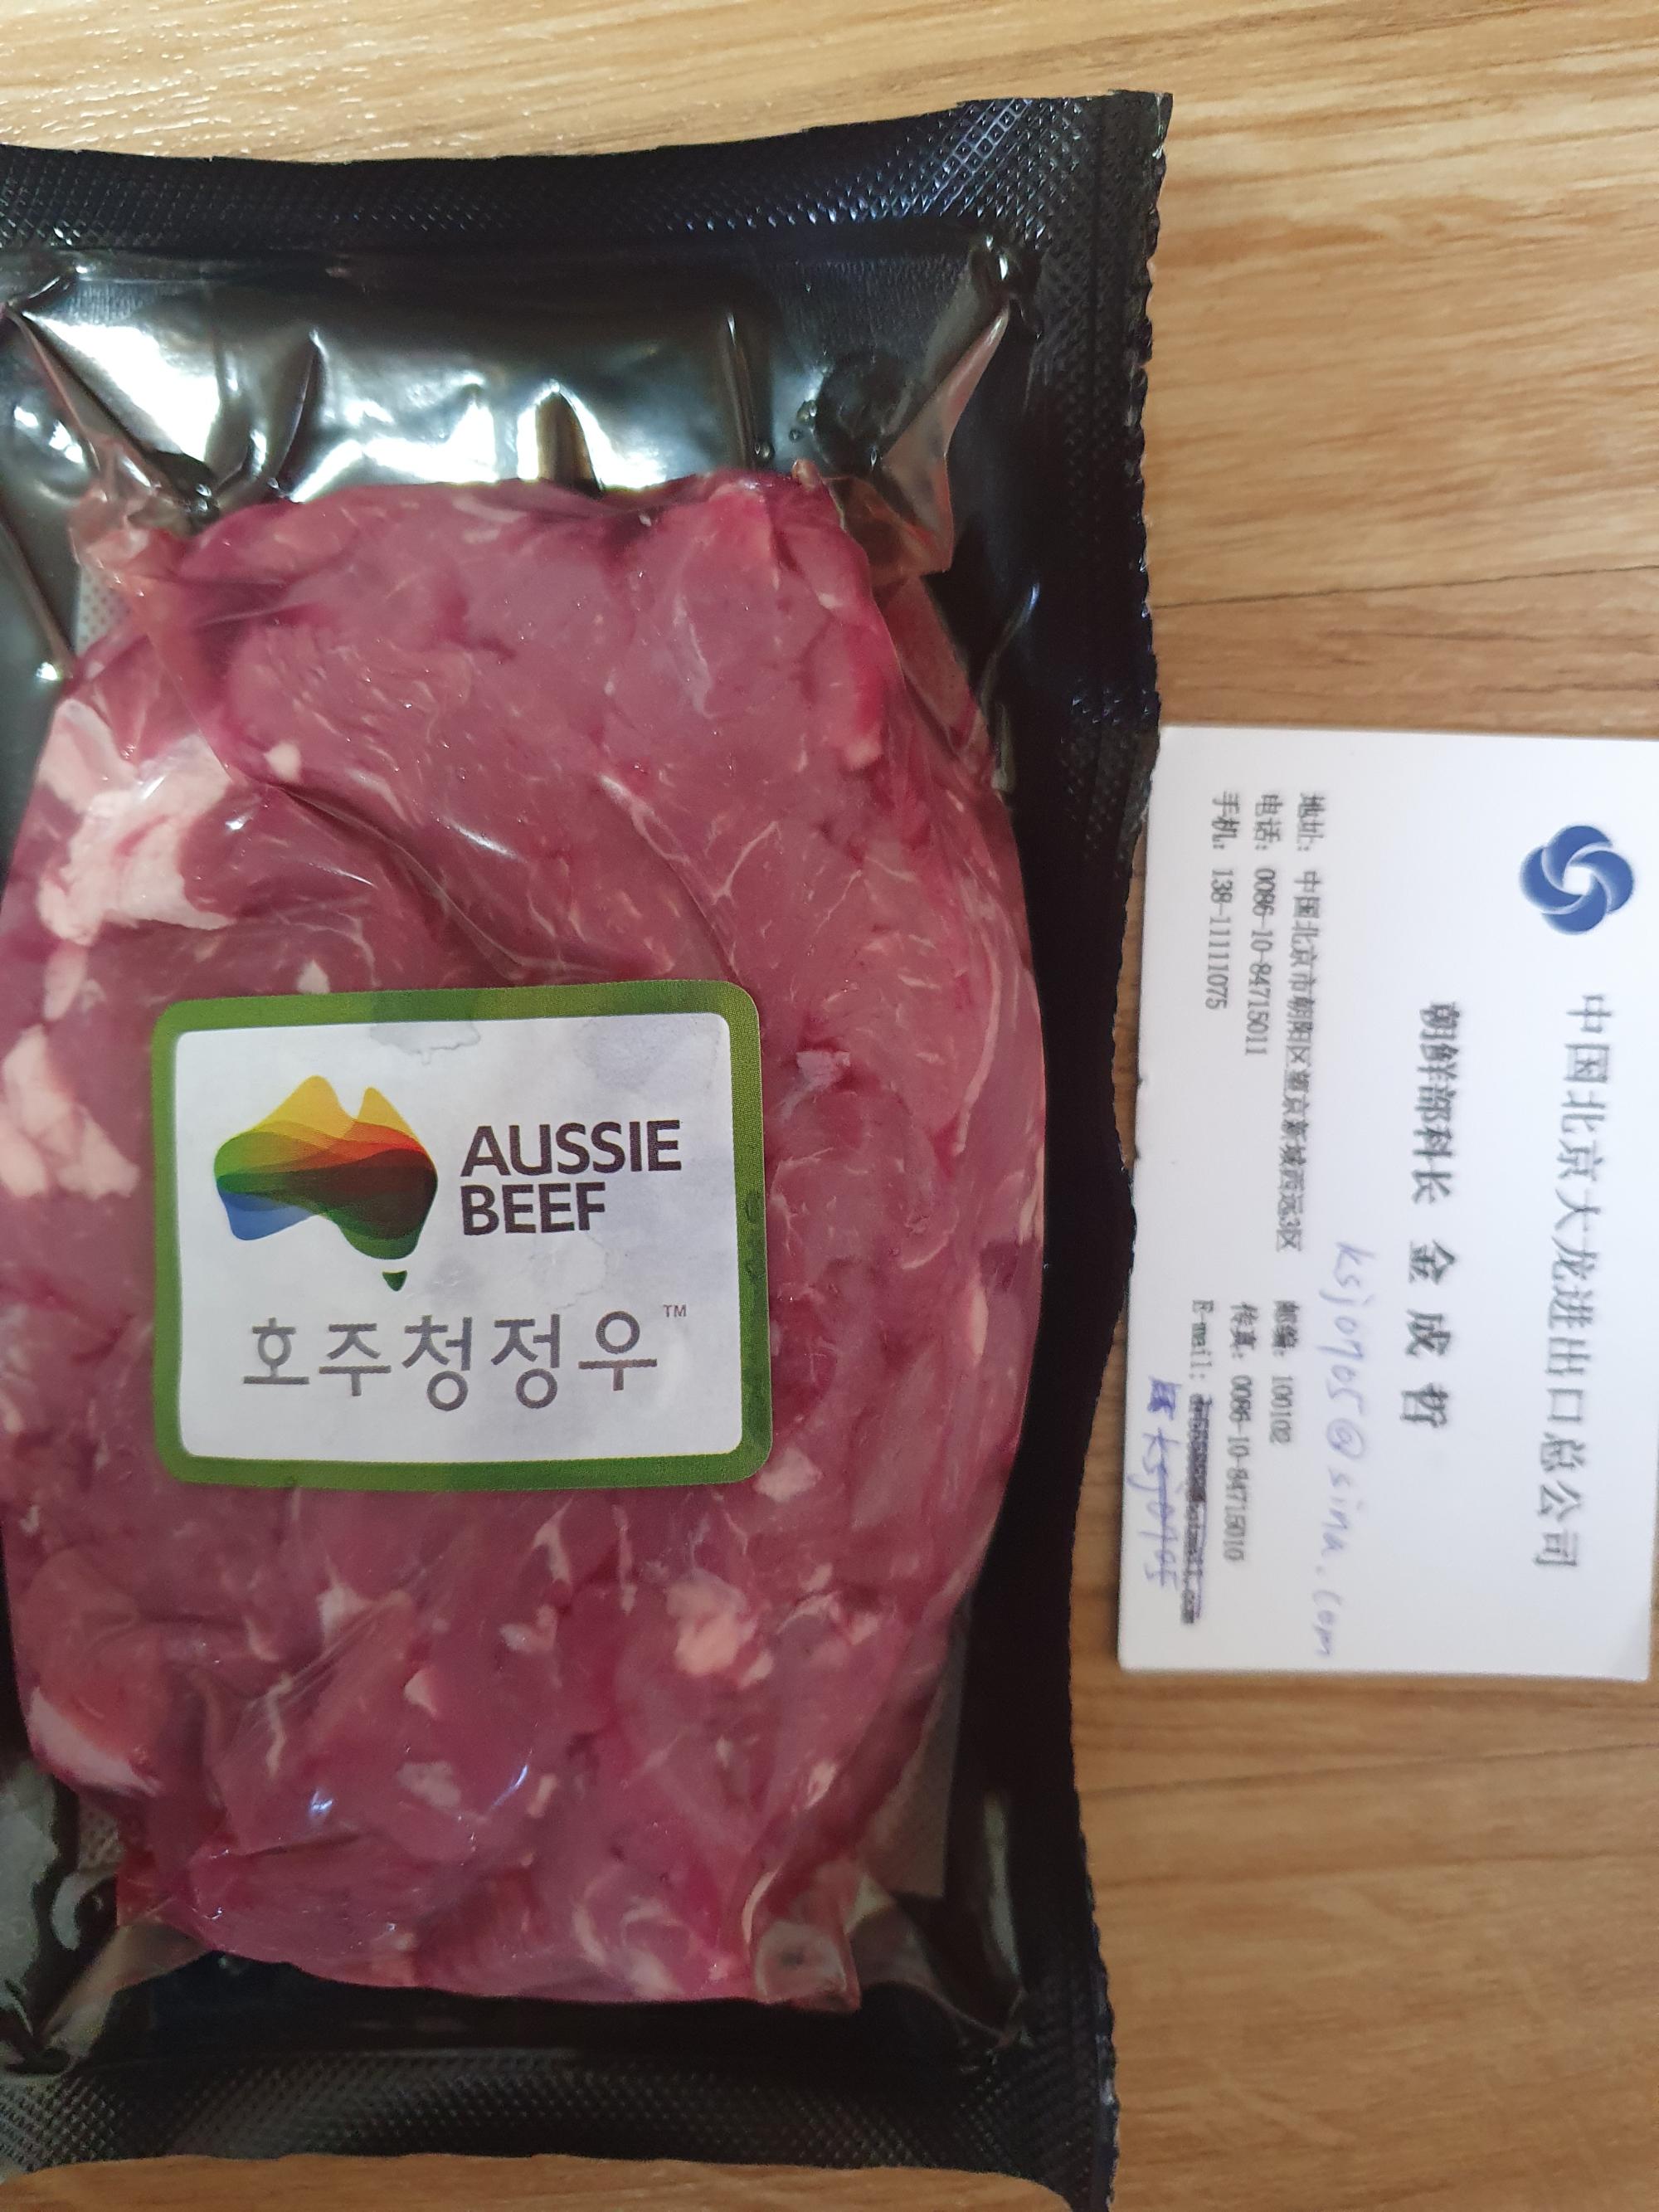 AUSSIE
BEEF
호주청정우™
中国北京大龙进出口总公司
朝鲜部科长 金成哲
ksj0705@sina.com
地址: 中国北京市朝阳区望京新城西远3区 邮编: 100102
电话: 0086-10-84715011 传真: 0086-10-84715010
手机: 138-11111075 E-mail:
ksj0705